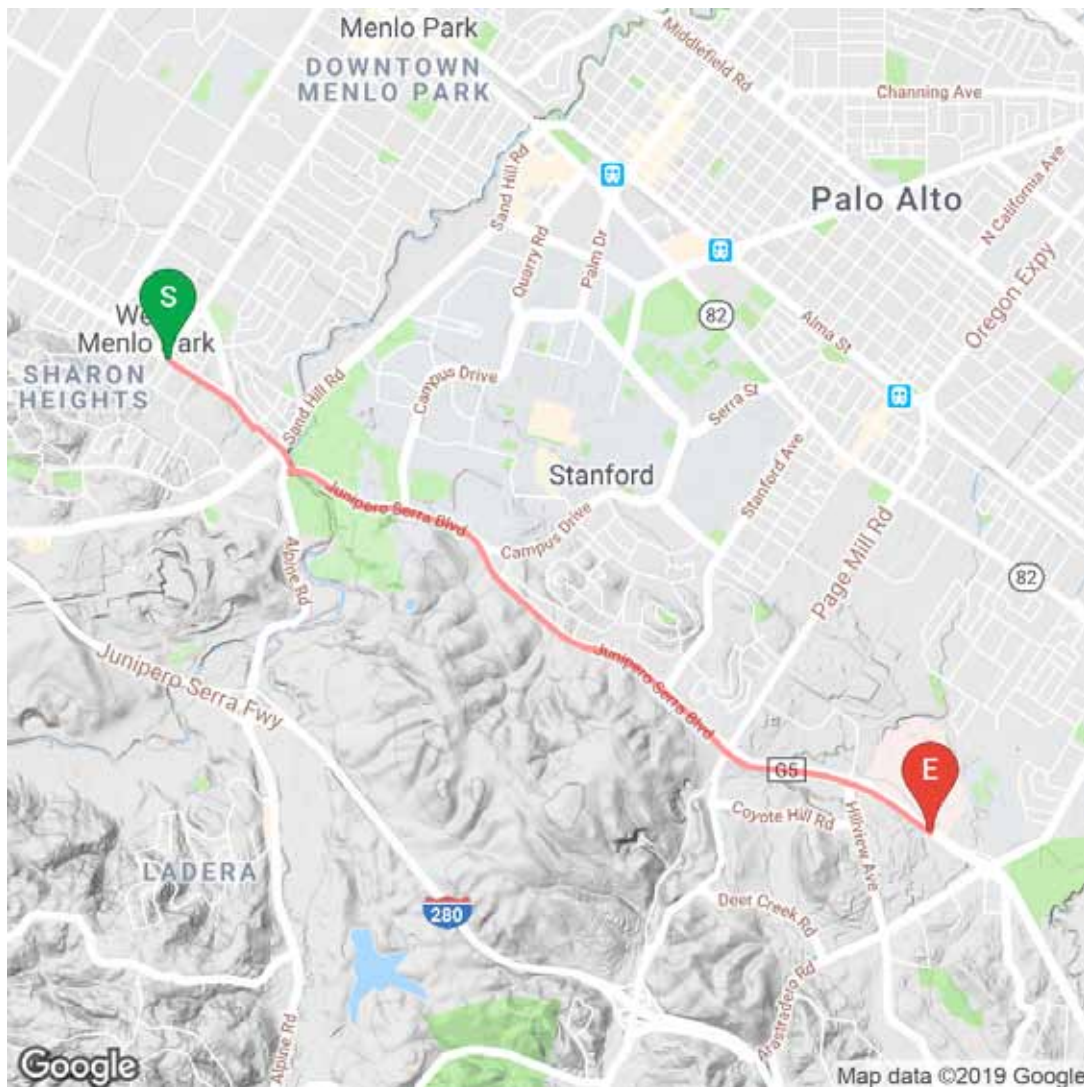 Menlo Park
DOWNTOWN
MENLO PARK
Middlefield Rd
Channing Ave
Sand Hill Rd
Quarry Rd
Palm Dr
Palo Alto
N California Ave
Oregon Expy
82
Alma St
S
Menlo Park
SHARON
HEIGHTS
Sand Hill Rd
Campus Drive
Serra St
Stanford
Stanford Ave
Junipero Serra Blvd
Campus Drive
Page Mill Rd
82
Alpine Rd
Junipero Serra Fwy
Junipero Serra Blvd
G5
E
Coyote Hill Rd
Hillview Ave
LADERA
280
Deer Creek Rd
Arastradero Rd
Alpine Rd
Google
Map data ©2019 Google